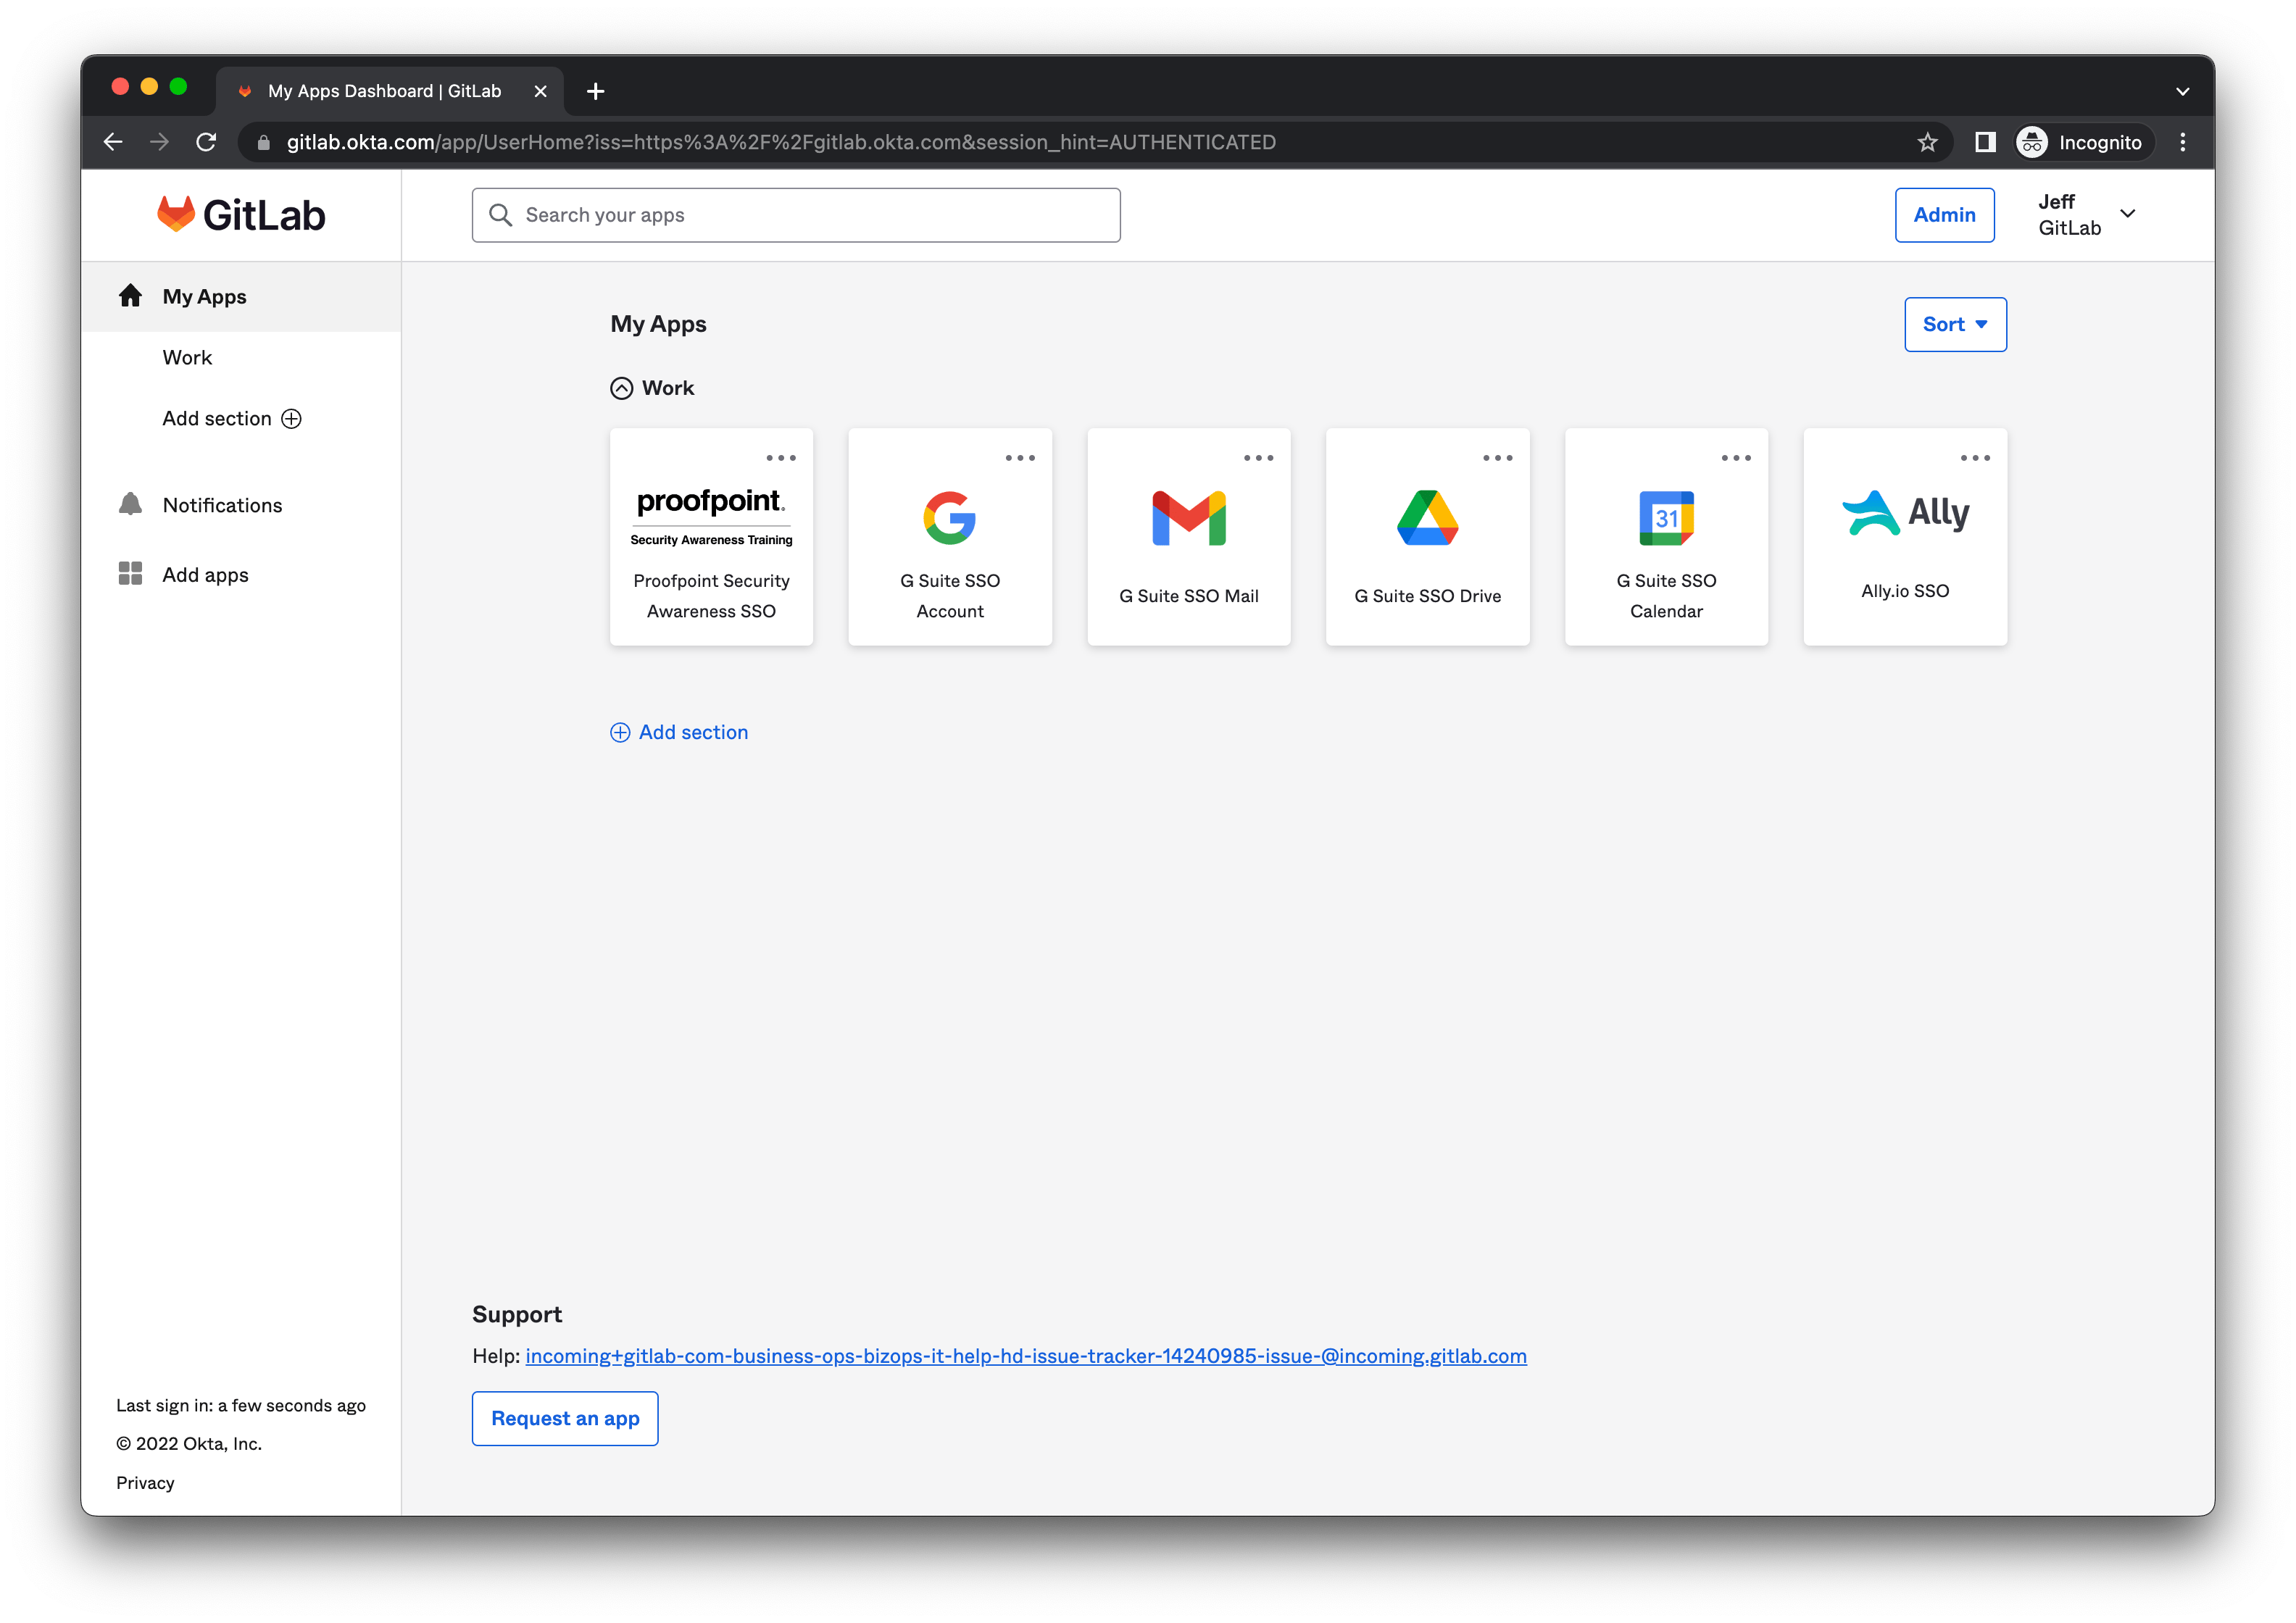 My Apps Dashboard | GitLab
gitlab.okta.com/app/UserHome?iss=https%3A%2F%2Fgitlab.okta.com&session_hint=AUTHENTICATED
Incognito
GitLab
Search your apps
Admin
Jeff
GitLab
My Apps
Work
Add section
Notifications
Add apps
My Apps
Sort
Work
proofpoint.
Security Awareness Training
Proofpoint Security
Awareness SSO
G Suite SSO
Account
G Suite SSO Mail
G Suite SSO Drive
31
G Suite SSO
Calendar
Ally
Ally.io SSO
Add section
Support
Help: incoming+gitlab-com-business-ops-bizops-it-help-hd-issue-tracker-14240985-issue-@incoming.gitlab.com
Request an app
Last sign in: a few seconds ago
© 2022 Okta, Inc.
Privacy